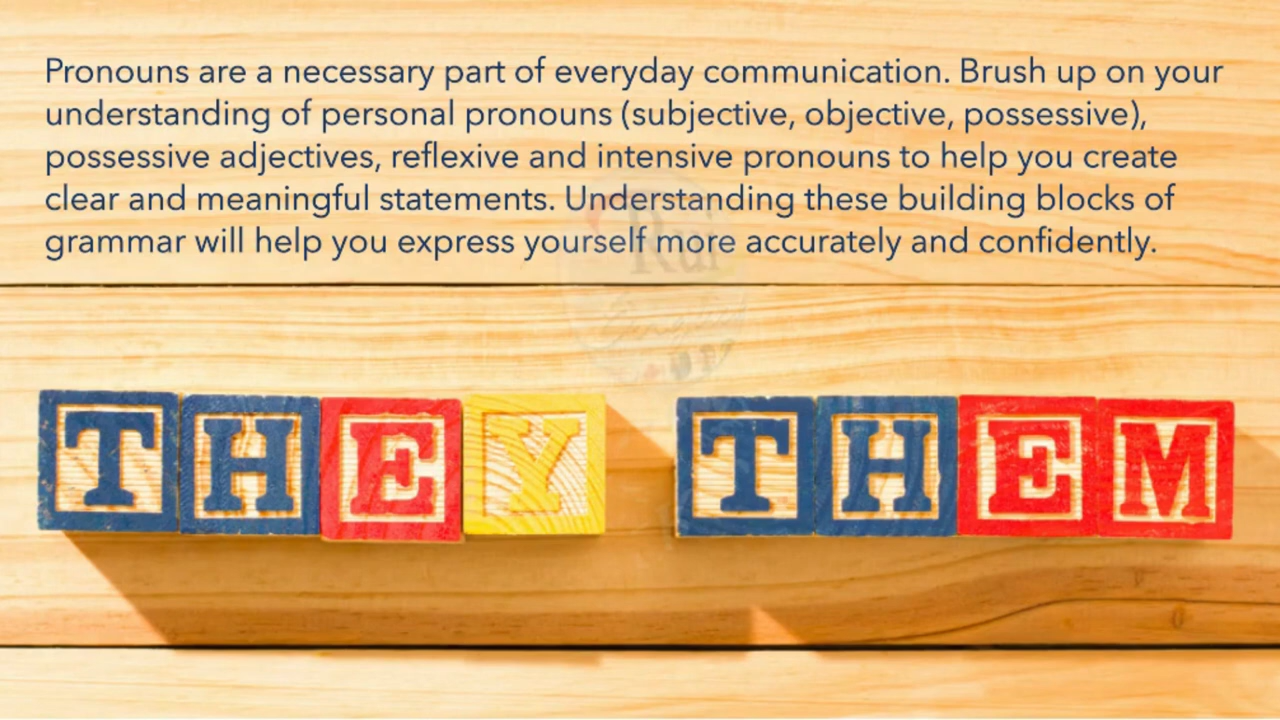 Pronouns are a necessary part of everyday communication. Brush up on your
understanding of personal pronouns (subjective, objective, possessive),
possessive adjectives, reflexive and intensive pronouns to help you create
clear and meaningful statements. Understanding these building blocks of
grammar will help you express yourself more accurately and confidently.
Rui
THEY THEM